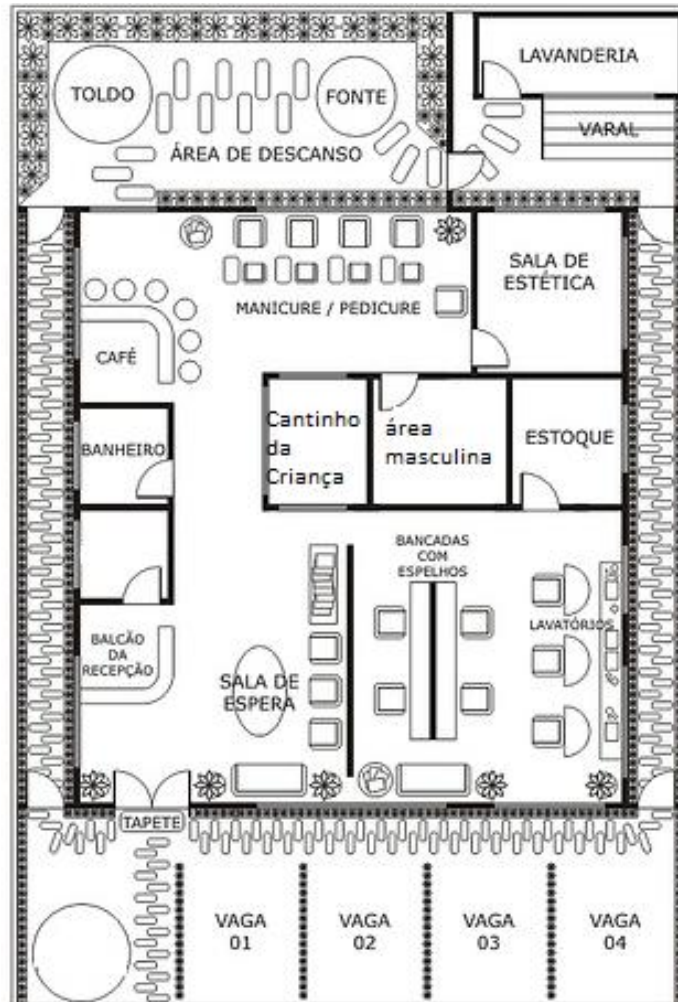 LAVANDERIA
TOLDO
FONTE
VARAL
ÁREA DE DESCANSO
SALA DE
ESTÉTICA
MANICURE / PEDICURE
CAFÉ
Cantinho
da
Criança
área
masculina
ESTOQUE
BANHEIRO
BANCADAS
COM
ESPELHOS
LAVATÓRIOS
BALCÃO
DA
RECEPÇÃO
SALA DE
ESPERA
TAPETE
VAGA
01
VAGA
02
VAGA
03
VAGA
04